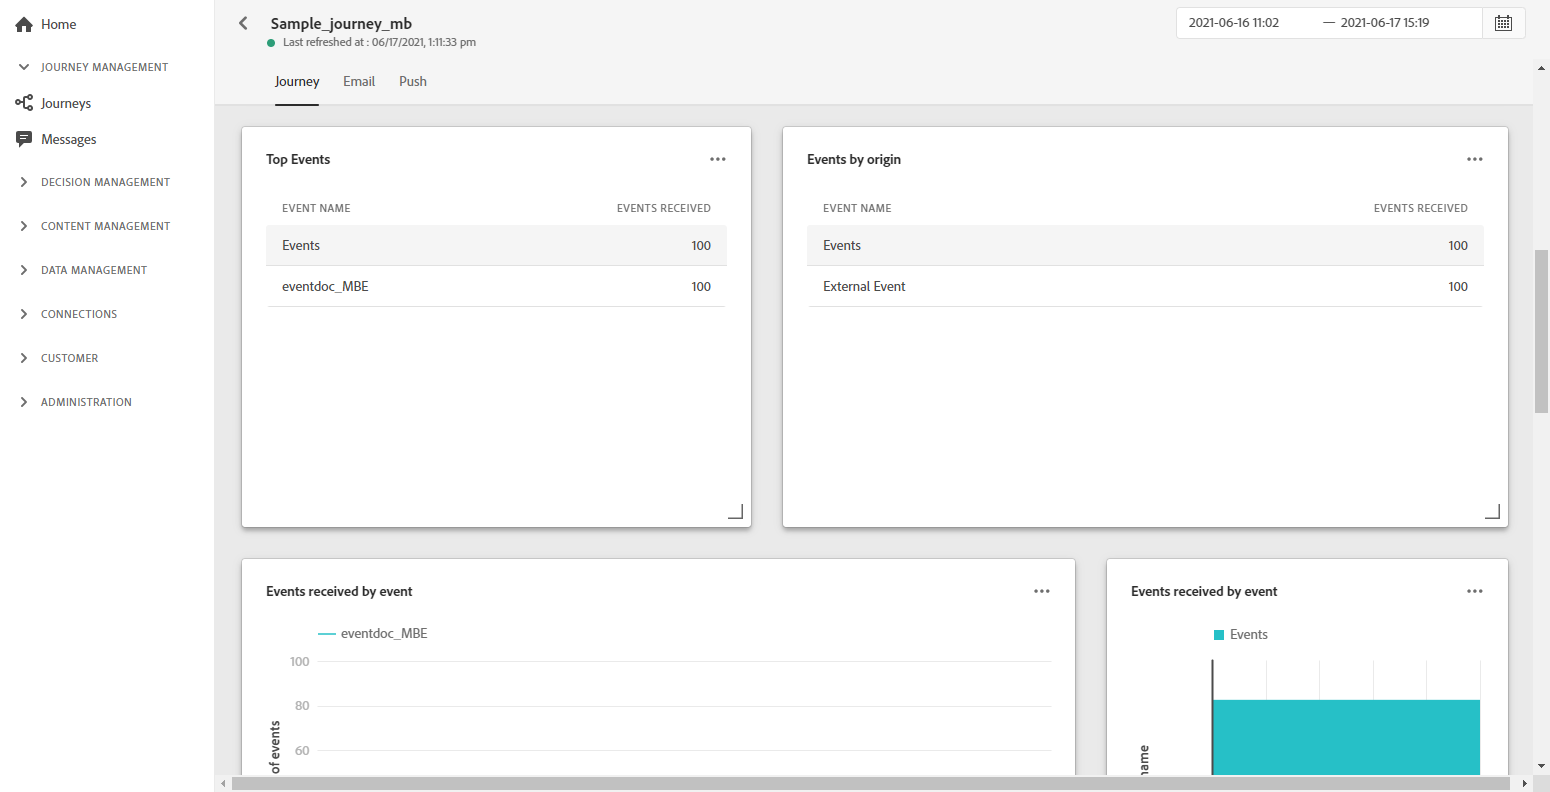 Home
JOURNEY MANAGEMENT
Journeys
Messages
DECISION MANAGEMENT
CONTENT MANAGEMENT
DATA MANAGEMENT
CONNECTIONS
CUSTOMER
ADMINISTRATION
Sample_journey_mb
Last refreshed at : 06/17/2021, 1:11:33 pm
2021-06-16 11:02 — 2021-06-17 15:19
Journey Email Push
Top Events
EVENT NAME EVENTS RECEIVED
Events 100
eventdoc_MBE 100
Events by origin
EVENT NAME EVENTS RECEIVED
Events 100
External Event 100
Events received by event
eventdoc_MBE
100
80
60
of events
Events received by event
Events
name